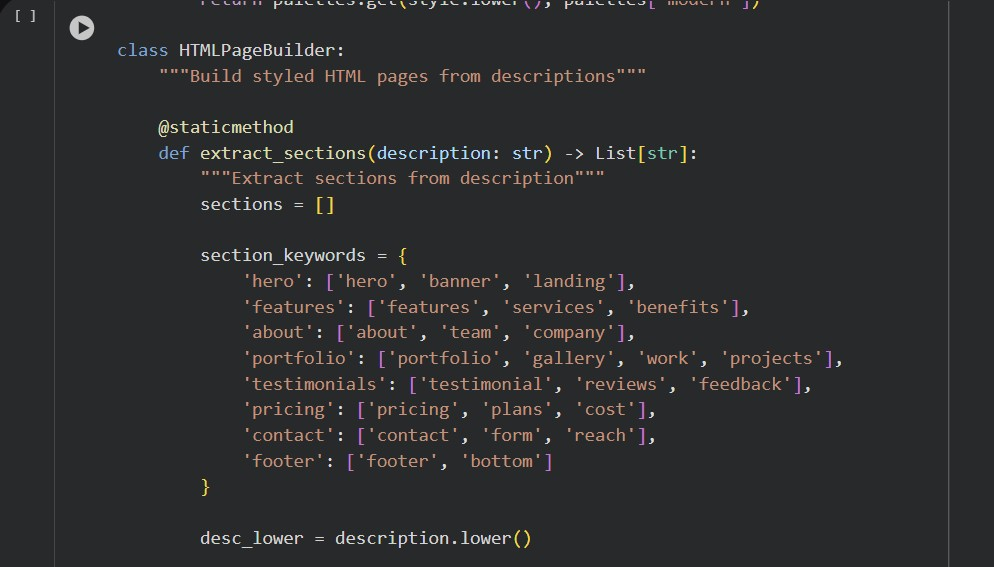 [ ]
return palettes.get(style.lower(), palettes['modern'])
class HTMLPageBuilder:
    """Build styled HTML pages from descriptions"""

    @staticmethod
    def extract_sections(description: str) -> List[str]:
        """Extract sections from description"""
        sections = []

        section_keywords = {
            'hero': ['hero', 'banner', 'landing'],
            'features': ['features', 'services', 'benefits'],
            'about': ['about', 'team', 'company'],
            'portfolio': ['portfolio', 'gallery', 'work', 'projects'],
            'testimonials': ['testimonial', 'reviews', 'feedback'],
            'pricing': ['pricing', 'plans', 'cost'],
            'contact': ['contact', 'form', 'reach'],
            'footer': ['footer', 'bottom']
        }

        desc_lower = description.lower()